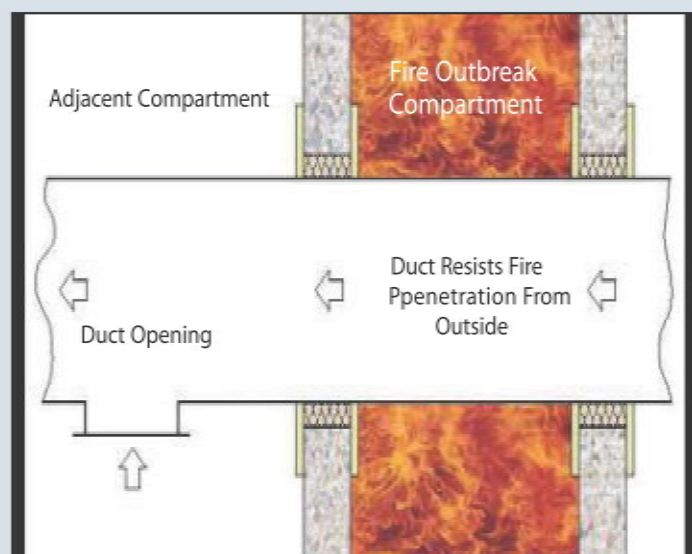 Adjacent Compartment
Fire Outbreak
Compartment
Duct Resists Fire
Ppenetration From
Outside
Duct Opening